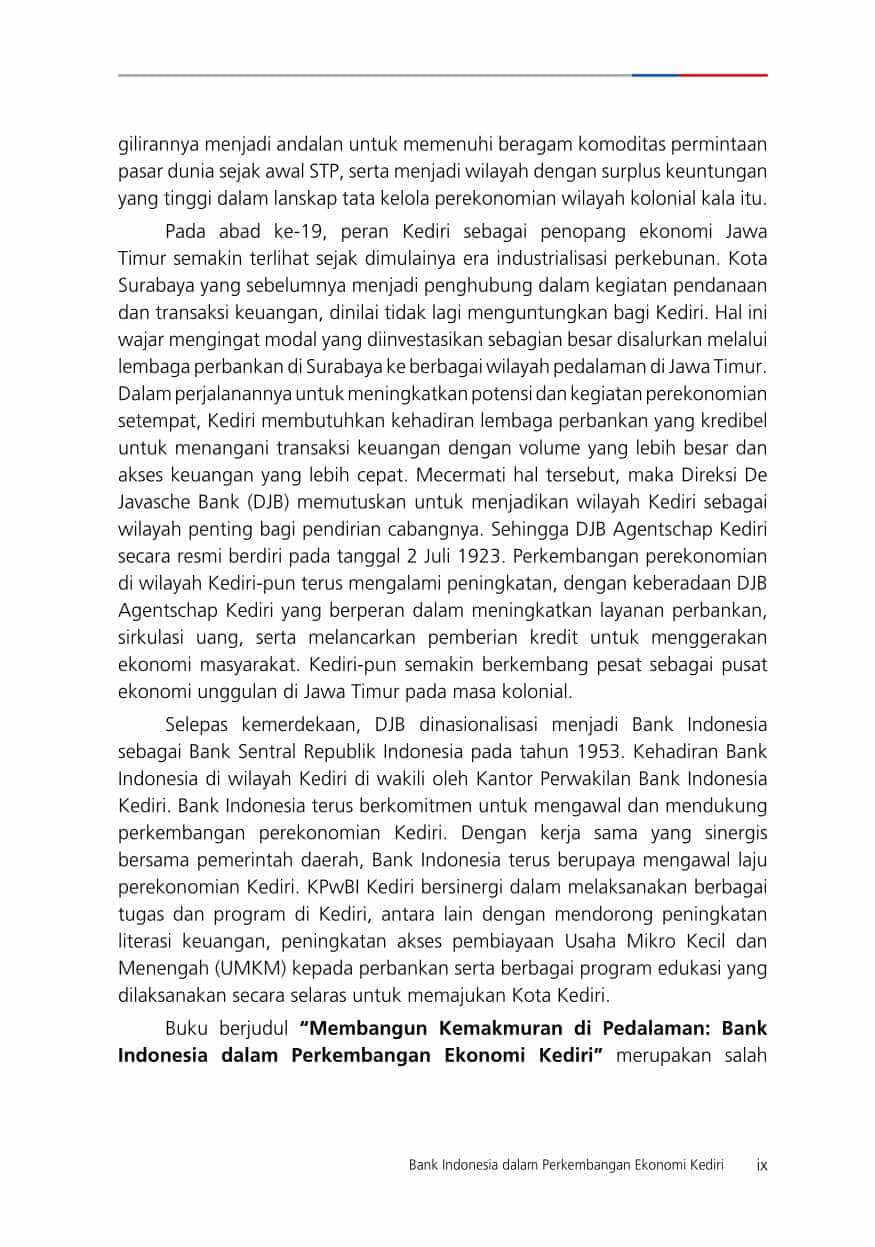 gilirannya menjadi andalan untuk memenuhi beragam komoditas permintaan
pasar dunia sejak awal STP, serta menjadi wilayah dengan surplus keuntungan
yang tinggi dalam lanskap tata kelola perekonomian wilayah kolonial kala itu.
Pada abad ke-19, peran Kediri sebagai penopang ekonomi Jawa
Timur semakin terlihat sejak dimulainya era industrialisasi perkebunan. Kota
Surabaya yang sebelumnya menjadi penghubung dalam kegiatan pendanaan
dan transaksi keuangan, dinilai tidak lagi menguntungkan bagi Kediri. Hal ini
wajar mengingat modal yang diinvestasikan sebagian besar disalurkan melalui
lembaga perbankan di Surabaya ke berbagai wilayah pedalaman di Jawa Timur.
Dalam perjalanannya untuk meningkatkan potensi dan kegiatan perekonomian
setempat, Kediri membutuhkan kehadiran lembaga perbankan yang kredibel
untuk menangani transaksi keuangan dengan volume yang lebih besar dan
akses keuangan yang lebih cepat. Mecermati hal tersebut, maka Direksi De
Javasche Bank (DJB) memutuskan untuk menjadikan wilayah Kediri sebagai
wilayah penting bagi pendirian cabangnya. Sehingga DJB Agentschap Kediri
secara resmi berdiri pada tanggal 2 Juli 1923. Perkembangan perekonomian
di wilayah Kediri-pun terus mengalami peningkatan, dengan keberadaan DJB
Agentschap Kediri yang berperan dalam meningkatkan layanan perbankan,
sirkulasi uang, serta melancarkan pemberian kredit untuk menggerakan
ekonomi masyarakat. Kediri-pun semakin berkembang pesat sebagai pusat
ekonomi unggulan di Jawa Timur pada masa kolonial.
Selepas kemerdekaan, DJB dinasionalisasi menjadi Bank Indonesia
sebagai Bank Sentral Republik Indonesia pada tahun 1953. Kehadiran Bank
Indonesia di wilayah Kediri di wakili oleh Kantor Perwakilan Bank Indonesia
Kediri. Bank Indonesia terus berkomitmen untuk mengawal dan mendukung
perkembangan perekonomian Kediri. Dengan kerja sama yang sinergis
bersama pemerintah daerah, Bank Indonesia terus berupaya mengawal laju
perekonomian Kediri. KPwBI Kediri bersinergi dalam melaksanakan berbagai
tugas dan program di Kediri, antara lain dengan mendorong peningkatan
literasi keuangan, peningkatan akses pembiayaan Usaha Mikro Kecil dan
Menengah (UMKM) kepada perbankan serta berbagai program edukasi yang
dilaksanakan secara selaras untuk memajukan Kota Kediri.
Buku berjudul “Membangun Kemakmuran di Pedalaman: Bank
Indonesia dalam Perkembangan Ekonomi Kediri” merupakan salah
Bank Indonesia dalam Perkembangan Ekonomi Kediri ix